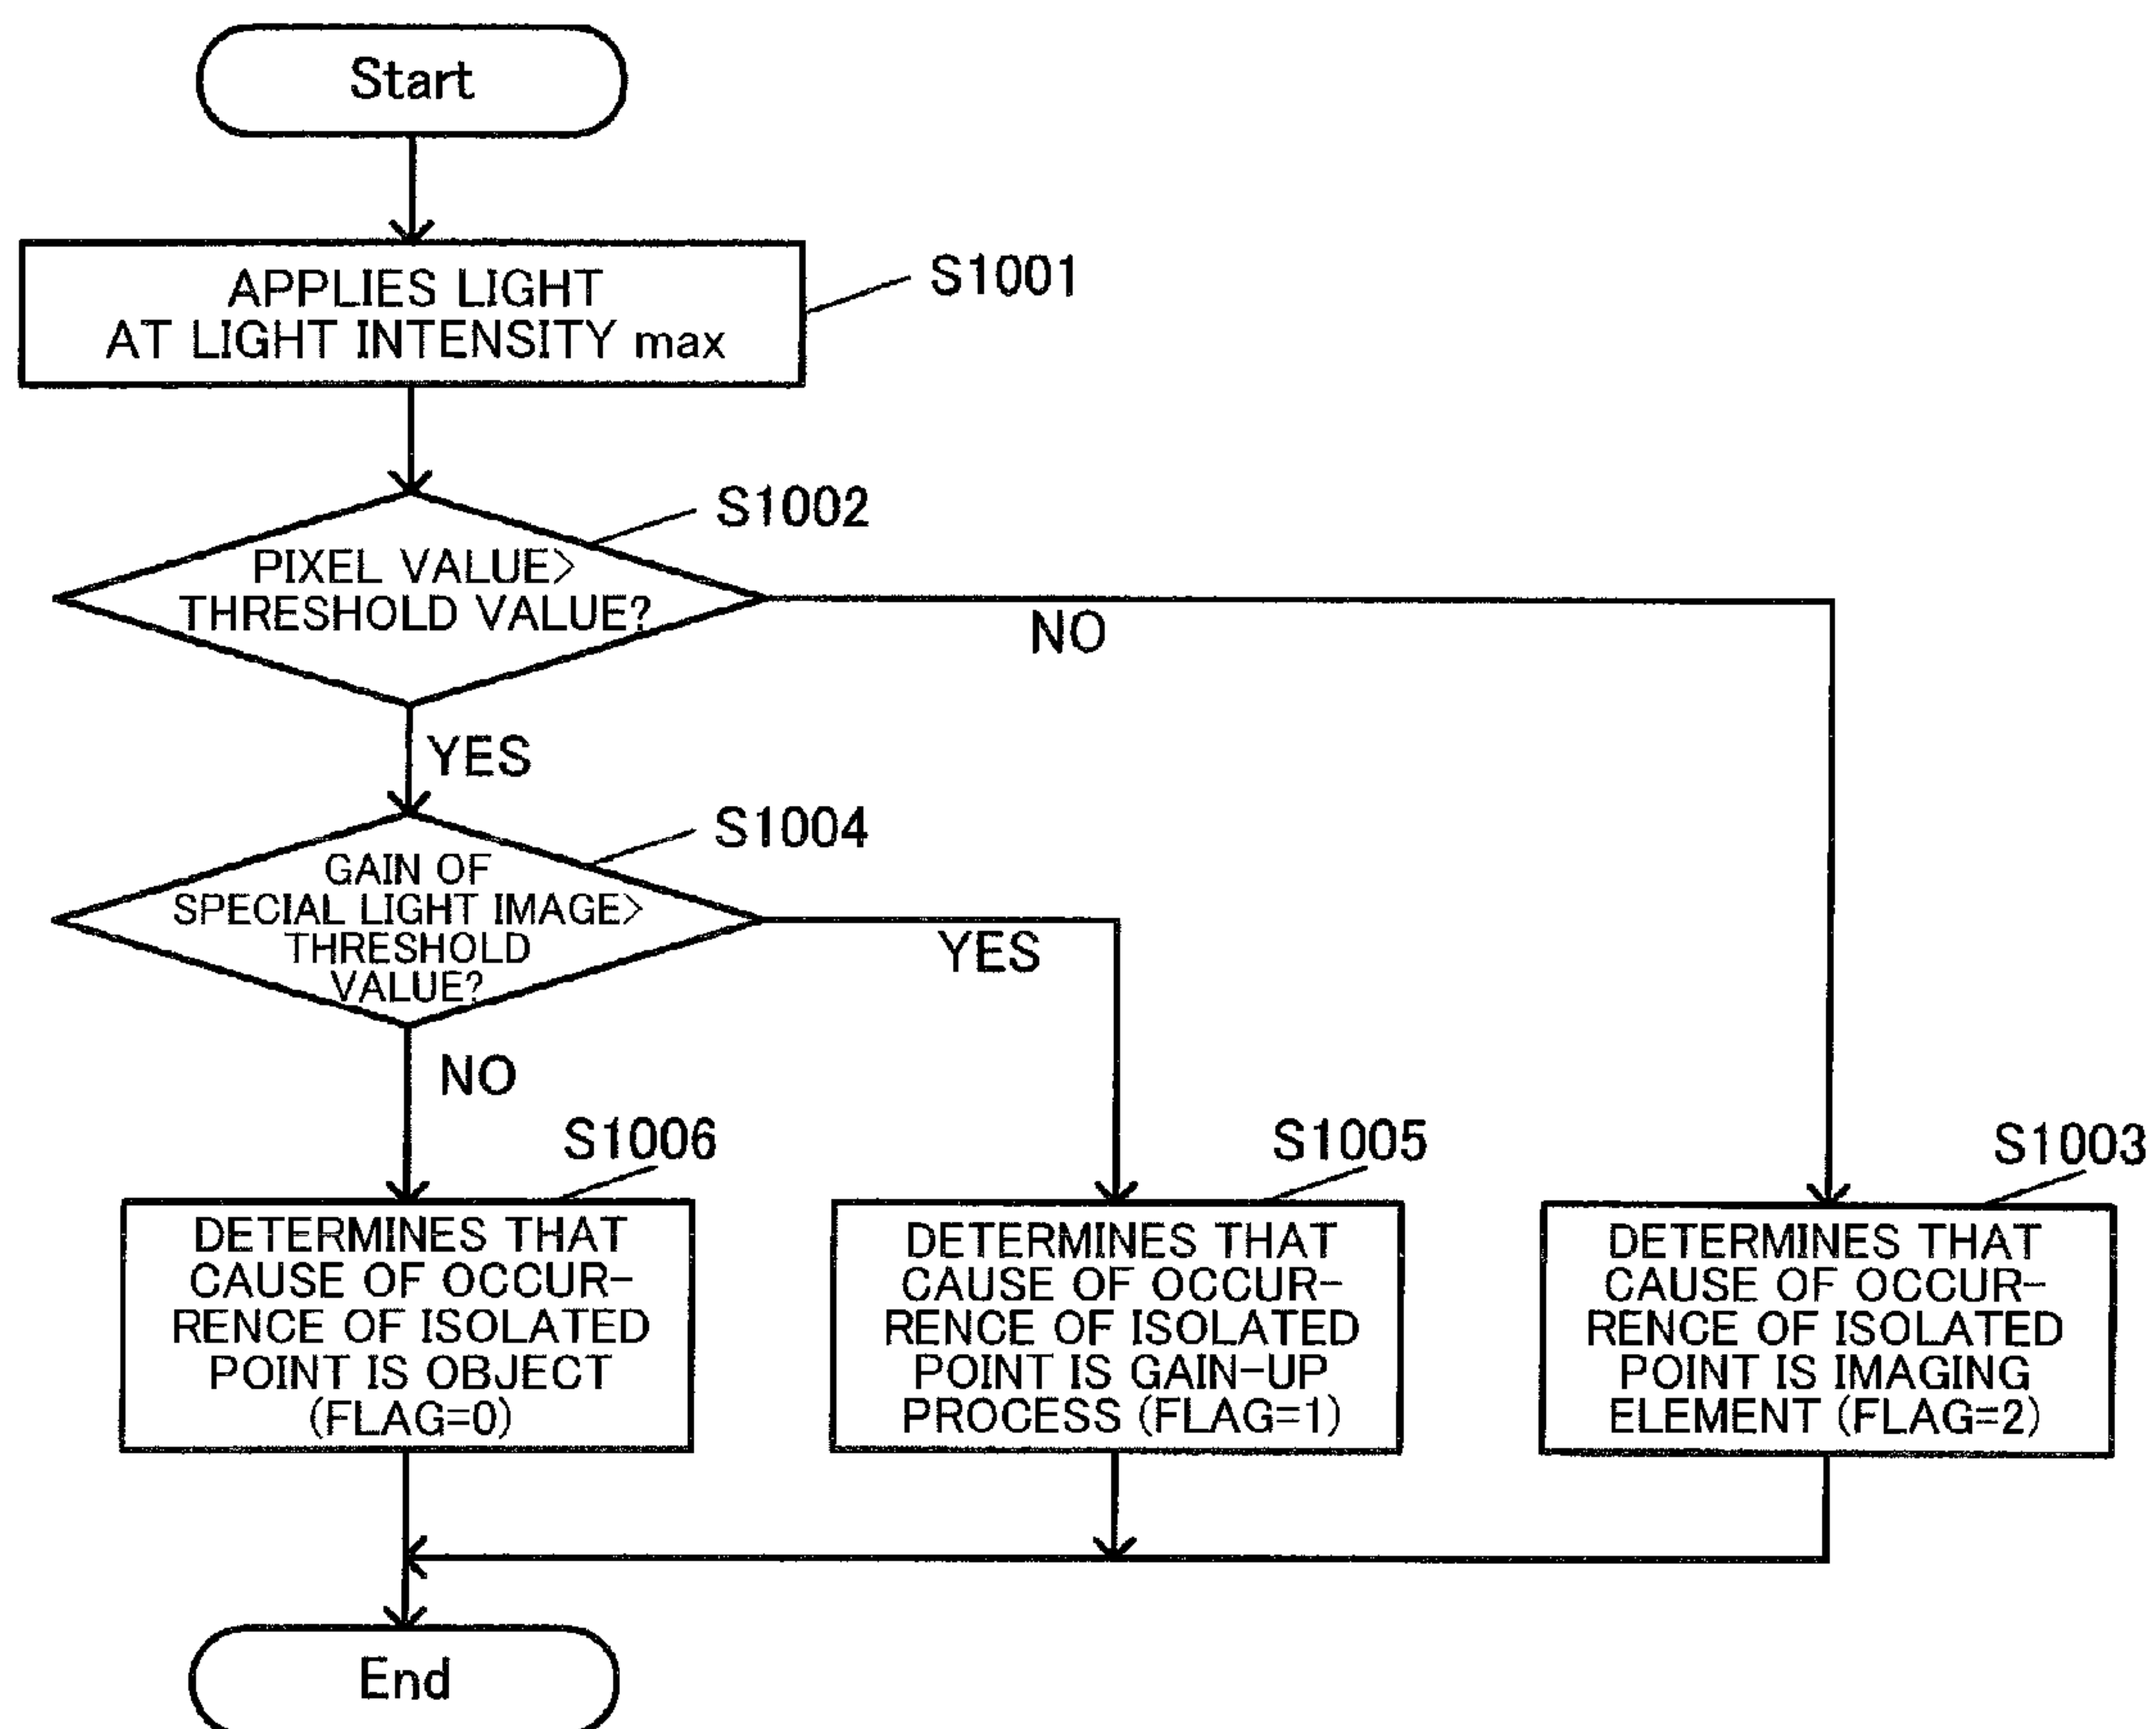 Start
APPLIES LIGHT
AT LIGHT INTENSITY max
S1001
S1002
PIXEL VALUE>
THRESHOLD VALUE?
NO
YES
S1004
GAIN OF
SPECIAL LIGHT IMAGE>
THRESHOLD
VALUE?
YES
NO
S1006
DETERMINES THAT
CAUSE OF OCCUR-
RENCE OF ISOLATED
POINT IS OBJECT
(FLAG=0)
S1005
DETERMINES THAT
CAUSE OF OCCUR-
RENCE OF ISOLATED
POINT IS GAIN-UP
PROCESS (FLAG=1)
S1003
DETERMINES THAT
CAUSE OF OCCUR-
RENCE OF ISOLATED
POINT IS IMAGING
ELEMENT (FLAG=2)
End